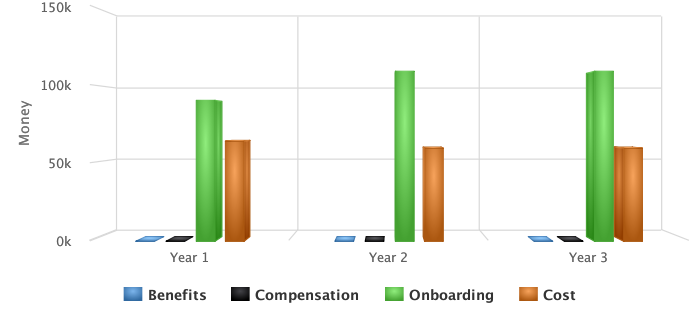 150k
100k
50k
0k
Money
Year 1 Year 2 Year 3
Benefits Compensation Onboarding Cost